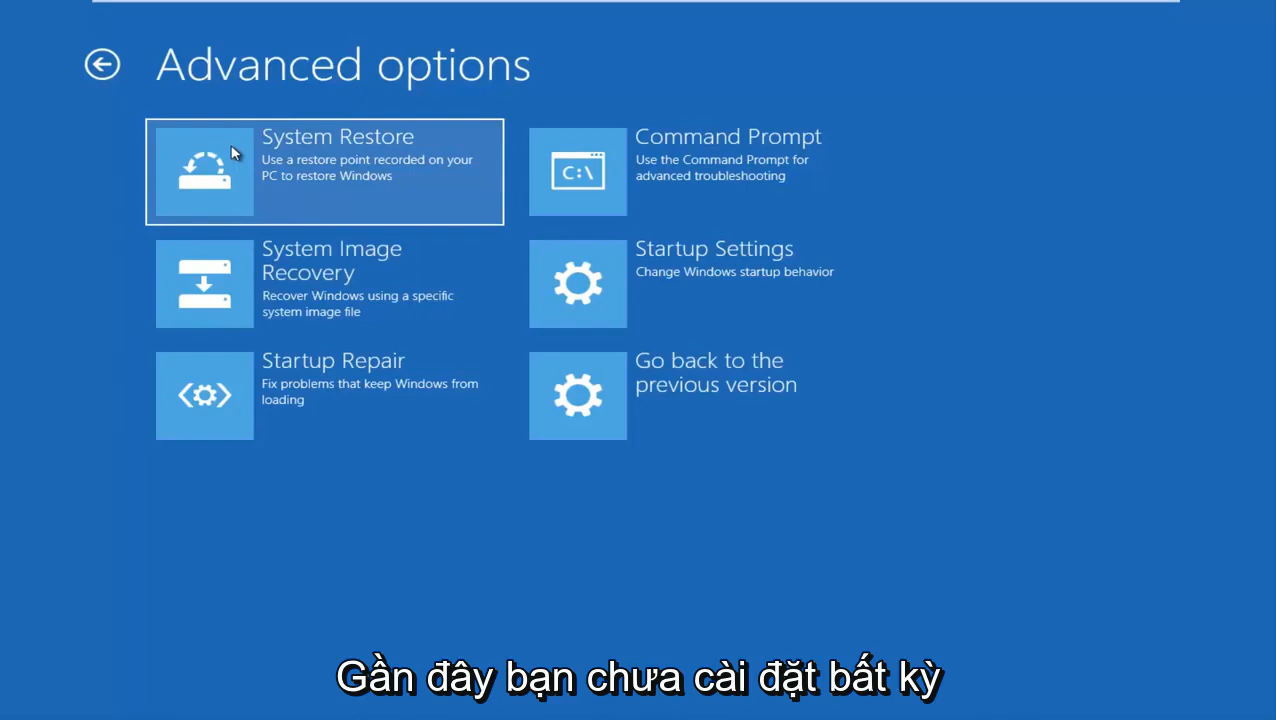 Advanced options
System Restore
Use a restore point recorded on your
PC to restore Windows
System Image
Recovery
Recover Windows using a specific
system image file
Startup Repair
Fix problems that keep Windows from
loading
Command Prompt
Use the Command Prompt for
advanced troubleshooting
C:\
Startup Settings
Change Windows startup behavior
Go back to the
previous version
Gần đây bạn chưa cài đặt bất kỳ